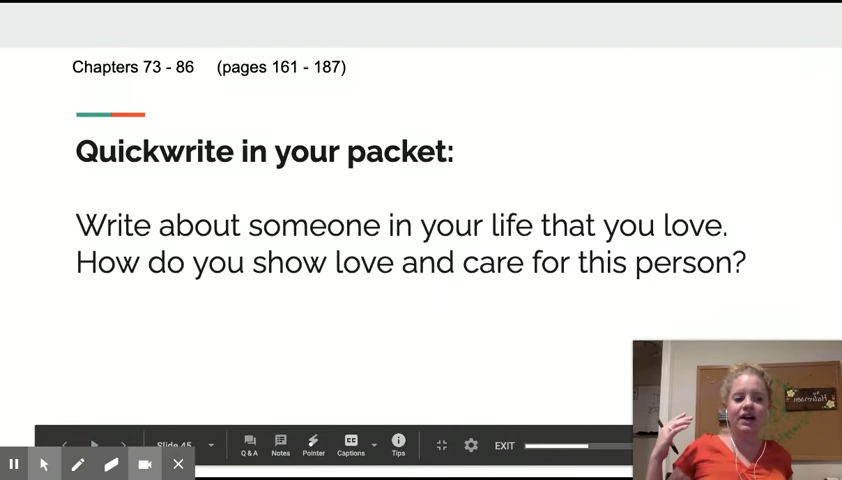 Chapters 73 - 86 (pages 161 - 187)
Quickwrite in your packet:
Write about someone in your life that you love.
How do you show love and care for this person?
Slide 45
Q & A
Notes
Pointer
CC
Captions
Tips
EXIT